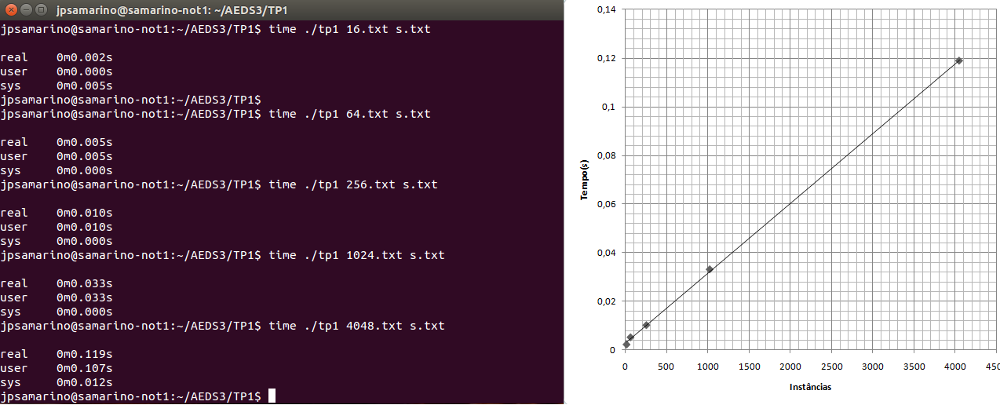 jpsamarino@samarino-not1: ~/AEDS3/TP1
jpsamarino@samarino-not1:~/AEDS3/TP1$ time ./tp1 16.txt s.txt
real 0m0.002s
user 0m0.000s
sys 0m0.005s
jpsamarino@samarino-not1:~/AEDS3/TP1$
jpsamarino@samarino-not1:~/AEDS3/TP1$ time ./tp1 64.txt s.txt
real 0m0.005s
user 0m0.005s
sys 0m0.000s
jpsamarino@samarino-not1:~/AEDS3/TP1$ time ./tp1 256.txt s.txt
real 0m0.010s
user 0m0.010s
sys 0m0.000s
jpsamarino@samarino-not1:~/AEDS3/TP1$ time ./tp1 1024.txt s.txt
real 0m0.033s
user 0m0.033s
sys 0m0.000s
jpsamarino@samarino-not1:~/AEDS3/TP1$ time ./tp1 4048.txt s.txt
real 0m0.119s
user 0m0.107s
sys 0m0.012s
jpsamarino@samarino-not1:~/AEDS3/TP1$
0,14
0,12
0,1
0,08
0,06
0,04
0,02
0
Tempo(s)
0 500 1000 1500 2000 2500 3000 3500 4000 450
Instâncias